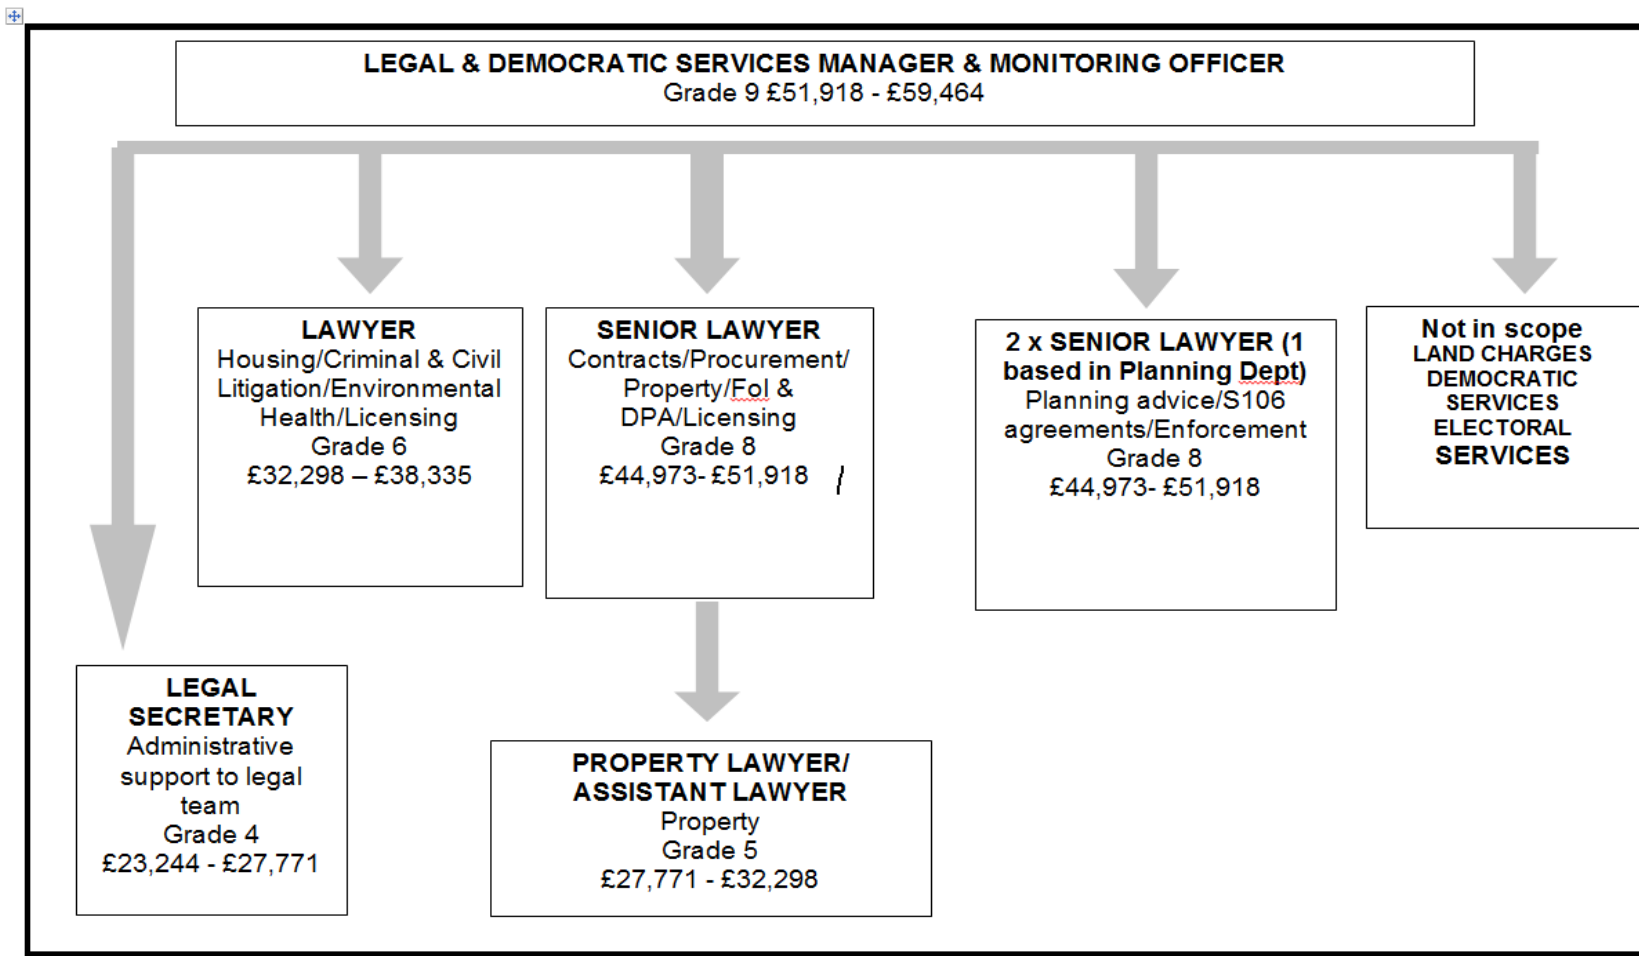 LEGAL & DEMOCRATIC SERVICES MANAGER & MONITORING OFFICER
Grade 9 £51,918 - £59,464
LAWYER
Housing/Criminal & Civil
Litigation/Environmental
Health/Licensing
Grade 6
£32,298 – £38,335
SENIOR LAWYER
Contracts/Procurement/
Property/FoI &
DPA/Licensing
Grade 8
£44,973- £51,918
/
2 x SENIOR LAWYER (1
based in Planning Dept)
Planning advice/S106
agreements/Enforcement
Grade 8
£44,973- £51,918
Not in scope
LAND CHARGES
DEMOCRATIC
SERVICES
ELECTORAL
SERVICES
LEGAL
SECRETARY
Administrative
support to legal
team
Grade 4
£23,244 - £27,771
PROPERTY LAWYER/
ASSISTANT LAWYER
Property
Grade 5
£27,771 - £32,298